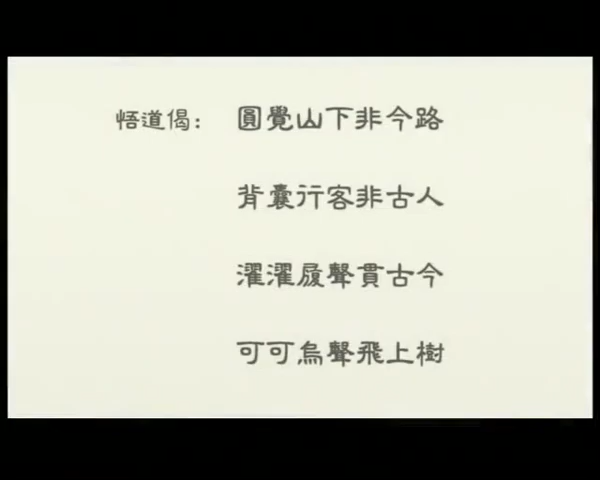 悟道偈： 圓覺山下非今路
背囊行客非古人
濯濯履聲貫古今
可可烏聲飛上樹